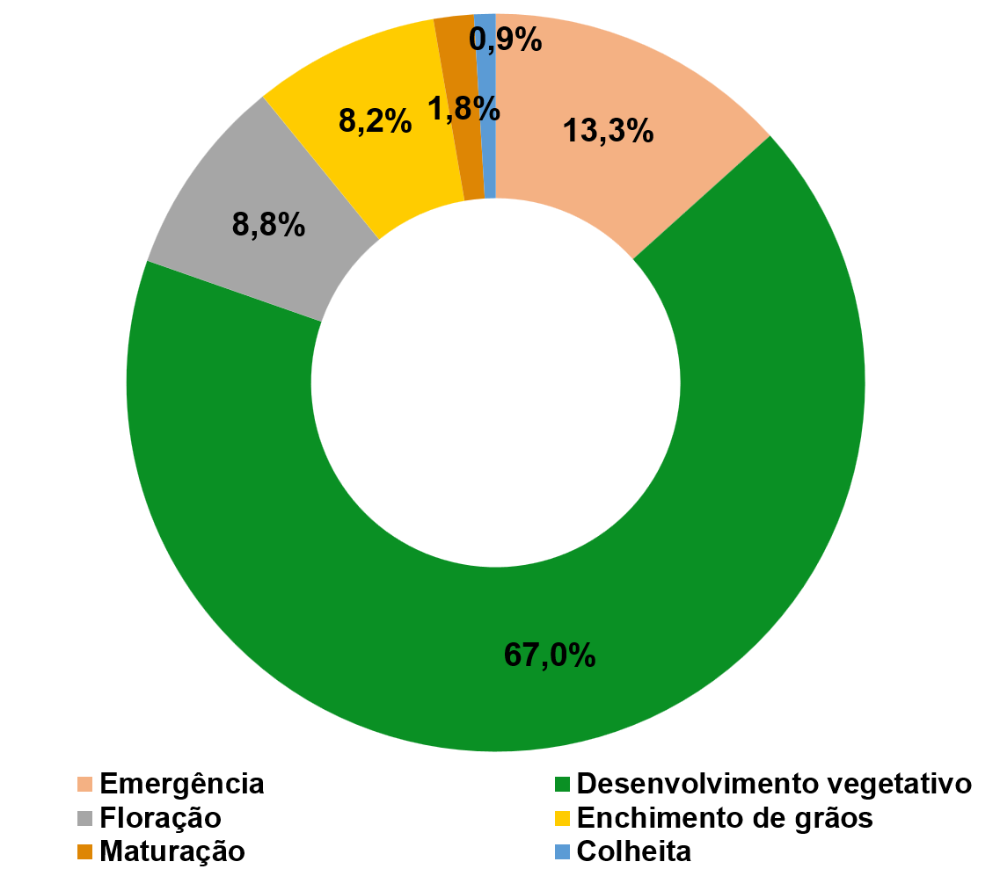 0,9%
1,8%
8,2%
13,3%
8,8%
67,0%
Emergência
Desenvolvimento vegetativo
Floração
Enchimento de grãos
Maturação
Colheita